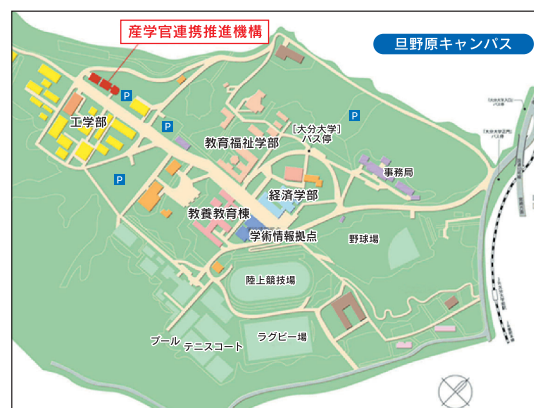 産学官連携推進機構
旦野原キャンパス
P
P
P
P
工学部
教育福祉学部
[大分大学]
バス停
事務局
経済学部
教養教育棟
学術情報拠点
野球場
陸上競技場
プール
テニスコート
ラグビー場